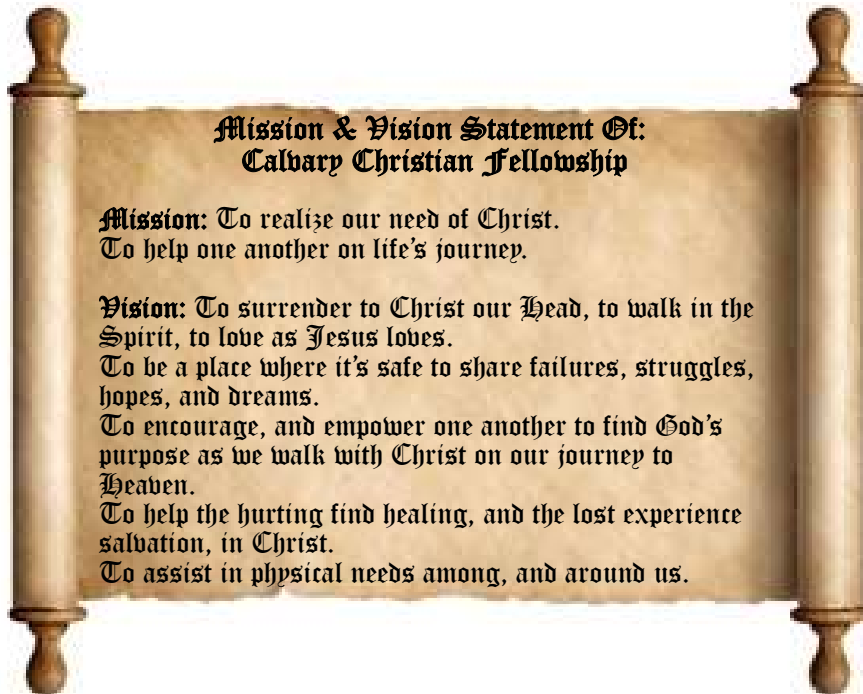 Mission & Vision Statement Of:
Calvary Christian Fellowship
Mission: To realize our need of Christ.
To help one another on life's journey.
Vision: To surrender to Christ our Head, to walk in the
Spirit, to love as Jesus loves.
To be a place where it's safe to share failures, struggles,
hopes, and dreams.
To encourage, and empower one another to find God's
purpose as we walk with Christ on our journey to
Heaven.
To help the hurting find healing, and the lost experience
salvation, in Christ.
To assist in physical needs among, and around us.